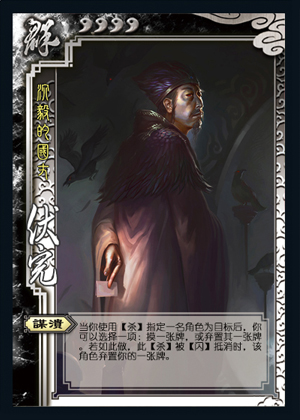 群
沉毅的國丈
伏完
謀潰
当你使用【杀】指定一名角色为目标后，你
可以选择一项：摸一张牌，或弃置其一张牌
。若如此做，此【杀】被【闪】抵消时，该
角色弃置你的一张牌。